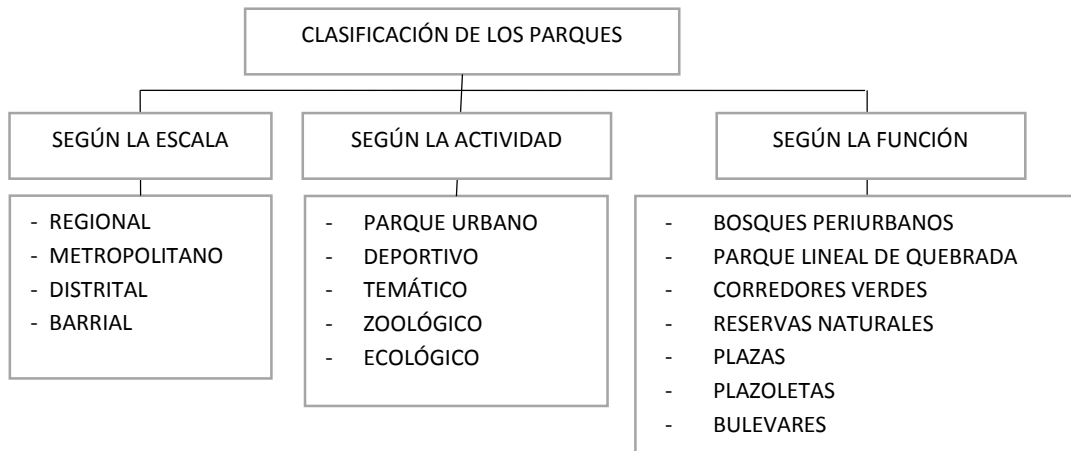 CLASIFICACIÓN DE LOS PARQUES
SEGÚN LA ESCALA
- REGIONAL
- METROPOLITANO
- DISTRITAL
- BARRIAL
SEGÚN LA ACTIVIDAD
- PARQUE URBANO
- DEPORTIVO
- TEMÁTICO
- ZOOLÓGICO
- ECOLÓGICO
SEGÚN LA FUNCIÓN
- BOSQUES PERIURBANOS
- PARQUE LINEAL DE QUEBRADA
- CORREDORES VERDES
- RESERVAS NATURALES
- PLAZAS
- PLAZOLETAS
- BULEVARES